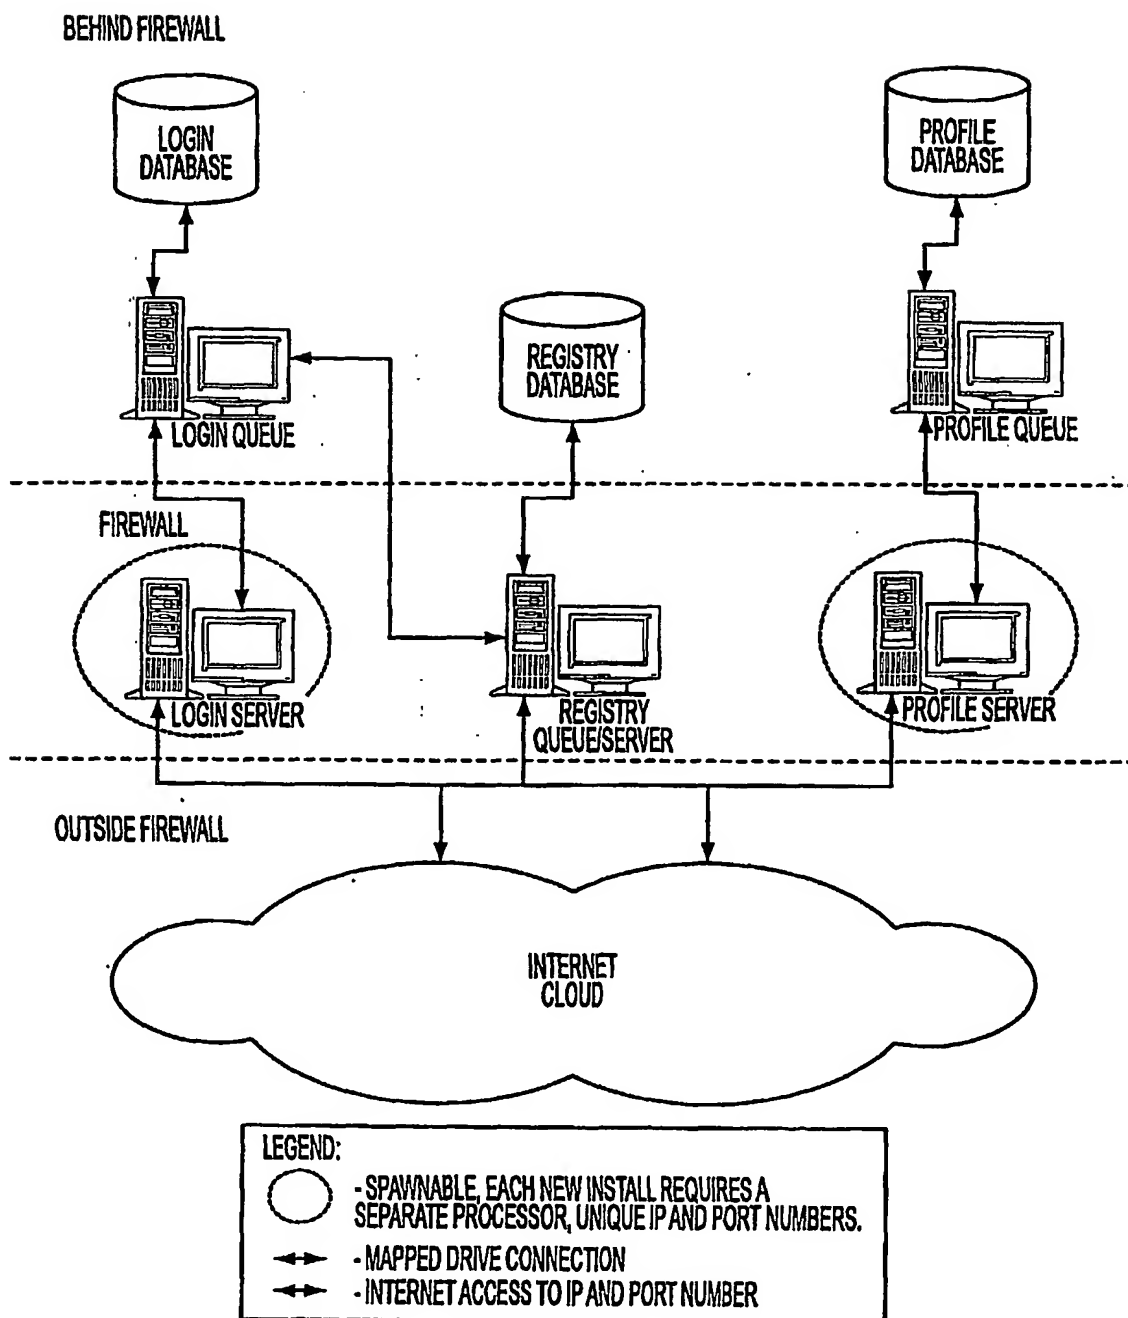 BEHIND FIREWALL
LOGIN
DATABASE
PROFILE
DATABASE
REGISTRY
DATABASE
LOGIN QUEUE
PROFILE QUEUE
FIREWALL
LOGIN SERVER
REGISTRY
QUEUE/SERVER
PROFILE SERVER
OUTSIDE FIREWALL
INTERNET
CLOUD
LEGEND:
- SPAWNABLE, EACH NEW INSTALL REQUIRES A
SEPARATE PROCESSOR, UNIQUE IP AND PORT NUMBERS.
- MAPPED DRIVE CONNECTION
- INTERNET ACCESS TO IP AND PORT NUMBER